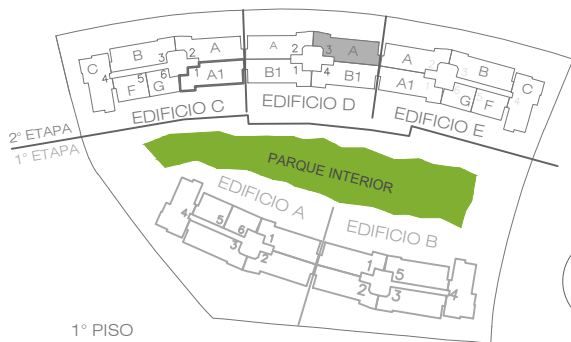 A A A A
B 2 2 3 B
C 4 3 C
5 6 1 A1 B1 1 4 B1 A1
F G G F
EDIFICIO C EDIFICIO D EDIFICIO E
2° ETAPA
1° ETAPA
PARQUE INTERIOR
EDIFICIO A
EDIFICIO B
4 5 6 1
3 2
1 5
2 3 4
1° PISO